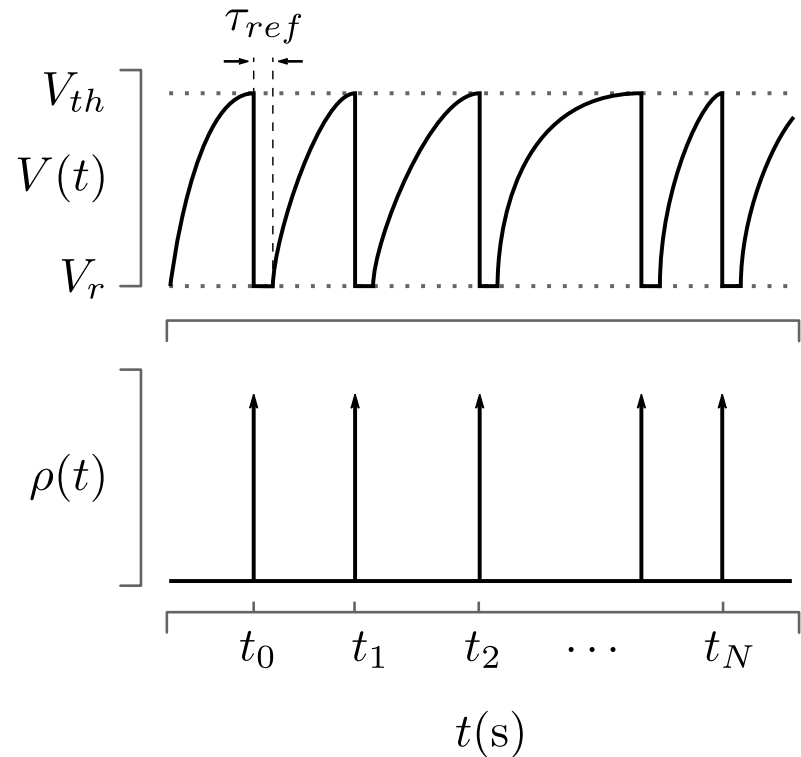 τ_ref
V_th
V(t)
V_r
ρ(t)
t_0 t_1 t_2 ⋯ t_N
t(s)